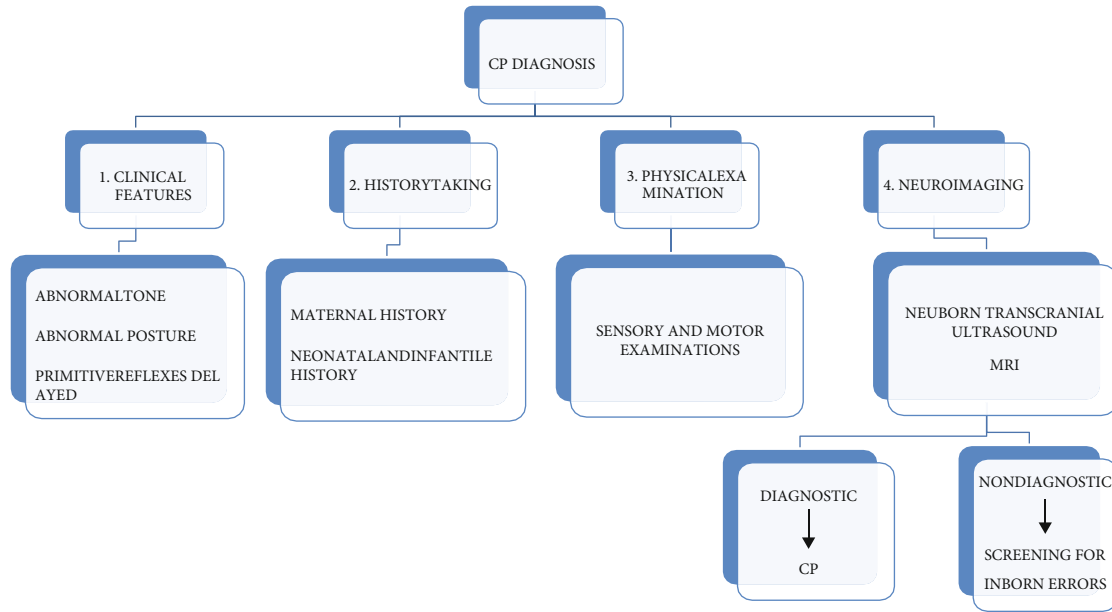 CP DIAGNOSIS
1. CLINICAL
FEATURES
2. HISTORYTAKING
3. PHYSICALEXA
MINATION
4. NEUROIMAGING
ABNORMALTONE
ABNORMAL POSTURE
PRIMITIVEREFLEXES DEL
AYED
MATERNAL HISTORY
NEONATALANDINFANTILE
HISTORY
SENSORY AND MOTOR
EXAMINATIONS
NEUBORN TRANSCRANIAL
ULTRASOUND
MRI
DIAGNOSTIC
CP
NONDIAGNOSTIC
SCREENING FOR
INBORN ERRORS